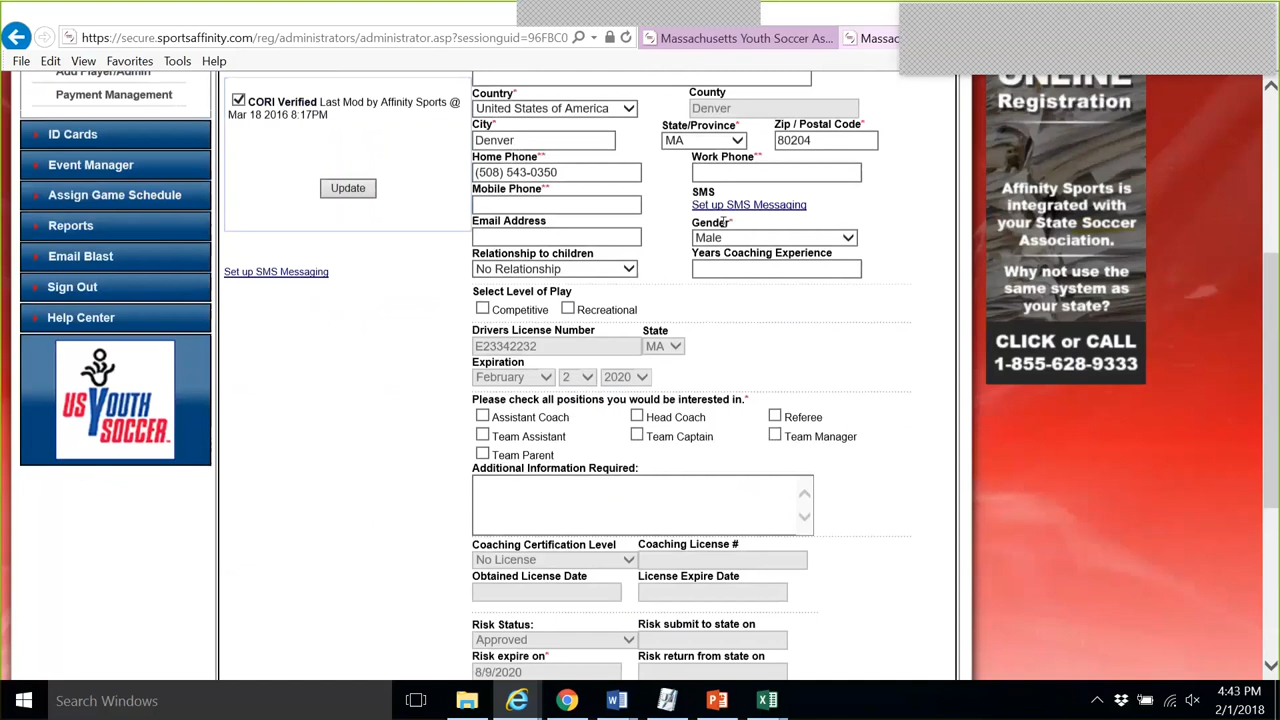 https://secure.sportsaffinity.com/reg/administrators/administrator.asp?sessionguid=96FBC0
Massachusetts Youth Soccer As...
Massac
File Edit View Favorites Tools Help
Add Player/Admin
Payment Management
ID Cards
Event Manager
Assign Game Schedule
Reports
Email Blast
Sign Out
Help Center
US YOUTH SOCCER
CORI Verified Last Mod by Affinity Sports @
Mar 18 2016 8:17PM
Update
Set up SMS Messaging
Country* County
United States of America Denver
City* State/Province* Zip / Postal Code*
Denver MA 80204
Home Phone** Work Phone**
(508) 543-0350
Mobile Phone** SMS
Set up SMS Messaging
Email Address Gender*
Male
Relationship to children Years Coaching Experience
No Relationship
Select Level of Play
Competitive Recreational
Drivers License Number State
E23342232 MA
Expiration
February 2 2020
Please check all positions you would be interested in.*
Assistant Coach Head Coach Referee
Team Assistant Team Captain Team Manager
Team Parent
Additional Information Required:
Coaching Certification Level Coaching License #
No License
Obtained License Date License Expire Date
Risk Status: Risk submit to state on
Approved
Risk expire on* Risk return from state on
8/9/2020
ONLINE
Registration
Affinity Sports is
integrated with
your State Soccer
Association.
Why not use the
same system as
your state?
CLICK or CALL
1-855-628-9333
Search Windows
4:43 PM
2/1/2018